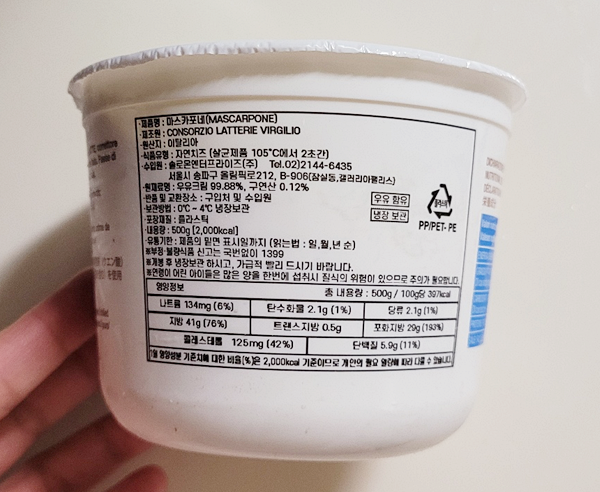 ·제품명 : 마스카포네(MASCARPONE)
·제조원 : CONSORZIO LATTERIE VIRGILIO
·원산지 : 이탈리아
·식품유형 : 자연치즈 (살균제품 105°C에서 2초간)
·수입원 : 솔로몬엔터프라이즈(주) Tel.02)2144-6435
서울시 송파구 올림픽로212, B-906(잠실동,갤러리아팰리스)
·원재료명 : 우유크림 99.88%, 구연산 0.12%
·반품 및 교환장소 : 구입처 및 수입원
·보관방법 : 0°C ~ 4°C 냉장보관
·포장재질 : 플라스틱
·내용량 : 500g [2,000kcal]
·유통기한 : 제품의 밑면 표시일까지 (읽는법 : 일,월,년 순)
※부정·불량식품 신고는 국번없이 1399
※개봉 후 냉장보관 하시고, 가급적 빨리 드시기 바랍니다.
※연령이 어린 아이들은 많은 양을 한번에 섭취시 질식의 위험이 있으므로 주의가 필요합니다.
우유 함유
냉장 보관
PP/PET- PE
영양정보
총 내용량 : 500g / 100g당 397kcal
나트륨 134mg (6%) 탄수화물 2.1g (1%) 당류 2.1g (1%)
지방 41g (76%) 트랜스지방 0.5g 포화지방 29g (193%)
콜레스테롤 125mg (42%) 단백질 5.9g (11%)
1일 영양성분 기준치에 대한 비율(%)은 2,000kcal 기준이므로 개인의 필요 열량에 따라 다를 수 있습니다.